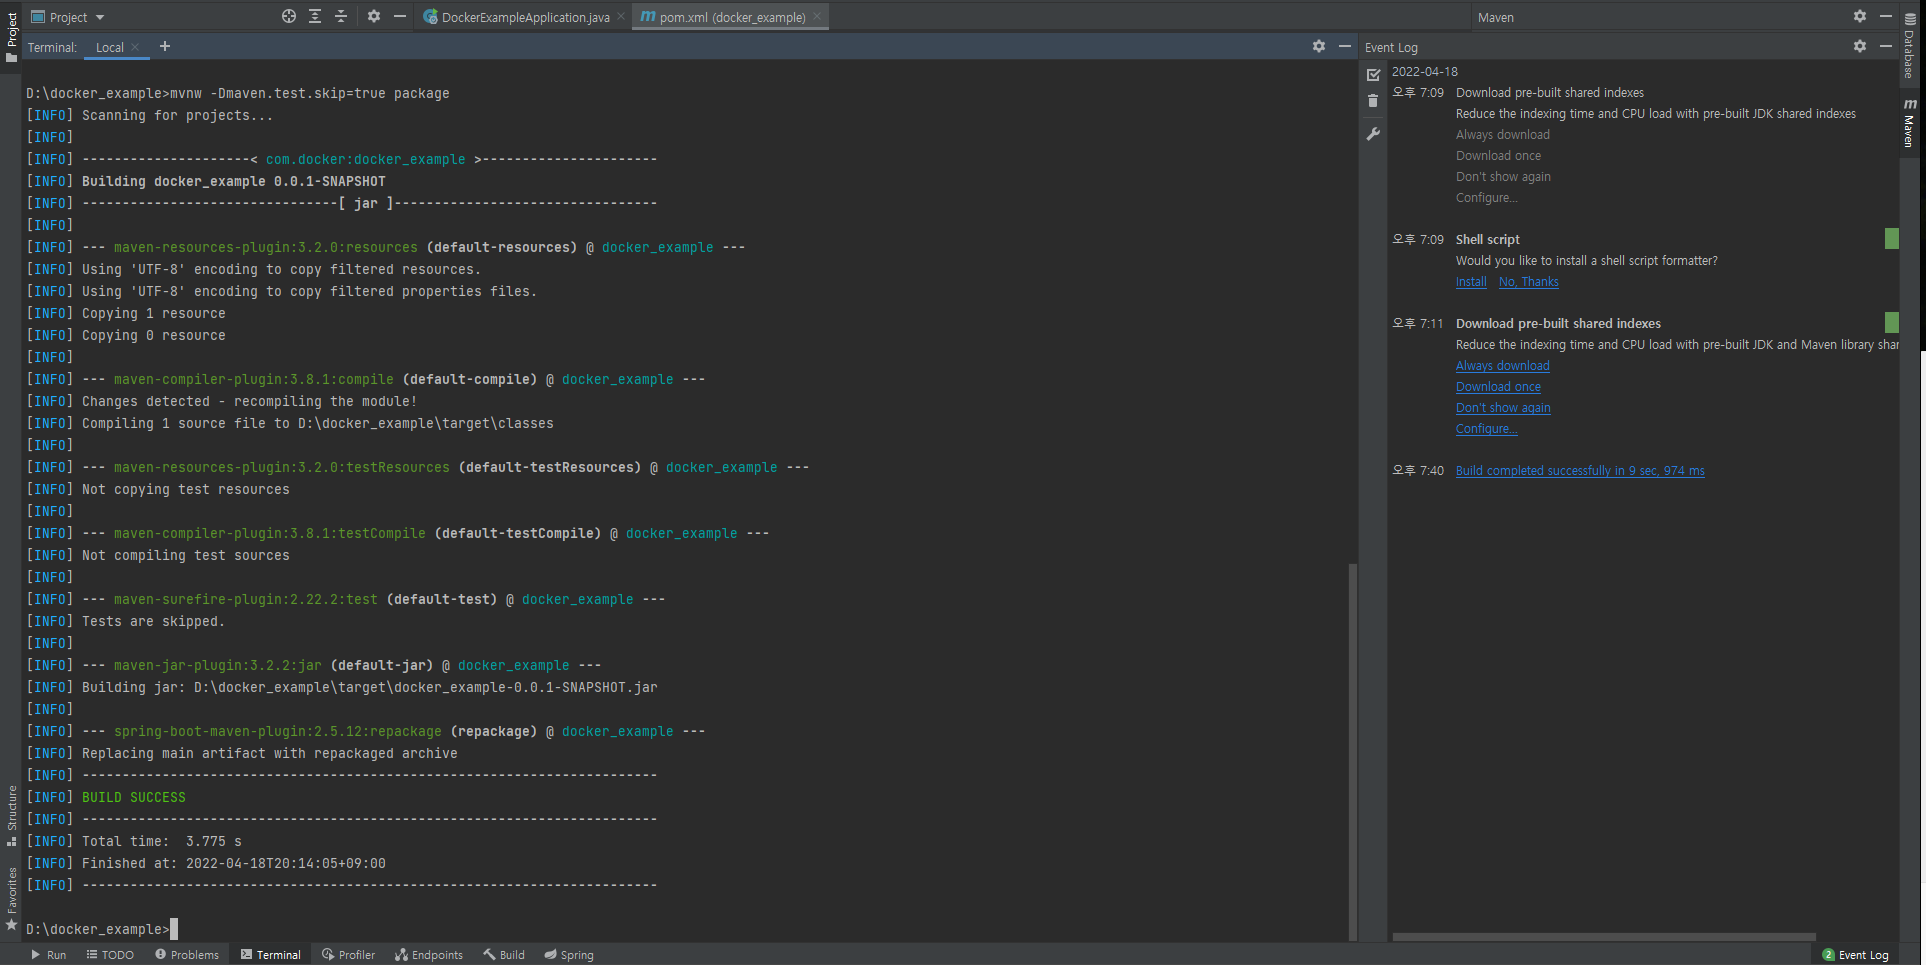 Project
DockerExampleApplication.java
pom.xml (docker_example)
Maven
Terminal: Local
Event Log
D:\docker_example>mvnw -Dmaven.test.skip=true package
[INFO] Scanning for projects...
[INFO]
[INFO] ---------------------< com.docker:docker_example >----------------------
[INFO] Building docker_example 0.0.1-SNAPSHOT
[INFO] --------------------------------[ jar ]---------------------------------
[INFO]
[INFO] --- maven-resources-plugin:3.2.0:resources (default-resources) @ docker_example ---
[INFO] Using 'UTF-8' encoding to copy filtered resources.
[INFO] Using 'UTF-8' encoding to copy filtered properties files.
[INFO] Copying 1 resource
[INFO] Copying 0 resource
[INFO]
[INFO] --- maven-compiler-plugin:3.8.1:compile (default-compile) @ docker_example ---
[INFO] Changes detected - recompiling the module!
[INFO] Compiling 1 source file to D:\docker_example\target\classes
[INFO]
[INFO] --- maven-resources-plugin:3.2.0:testResources (default-testResources) @ docker_example ---
[INFO] Not copying test resources
[INFO]
[INFO] --- maven-compiler-plugin:3.8.1:testCompile (default-testCompile) @ docker_example ---
[INFO] Not compiling test sources
[INFO]
[INFO] --- maven-surefire-plugin:2.22.2:test (default-test) @ docker_example ---
[INFO] Tests are skipped.
[INFO]
[INFO] --- maven-jar-plugin:3.2.2:jar (default-jar) @ docker_example ---
[INFO] Building jar: D:\docker_example\target\docker_example-0.0.1-SNAPSHOT.jar
[INFO]
[INFO] --- spring-boot-maven-plugin:2.5.12:repackage (repackage) @ docker_example ---
[INFO] Replacing main artifact with repackaged archive
[INFO] ------------------------------------------------------------------------
[INFO] BUILD SUCCESS
[INFO] ------------------------------------------------------------------------
[INFO] Total time:  3.775 s
[INFO] Finished at: 2022-04-18T20:14:05+09:00
[INFO] ------------------------------------------------------------------------
D:\docker_example>
2022-04-18
오후 7:09 Download pre-built shared indexes
Reduce the indexing time and CPU load with pre-built JDK shared indexes
Always download
Download once
Don't show again
Configure...
오후 7:09 Shell script
Would you like to install a shell script formatter?
Install No, Thanks
오후 7:11 Download pre-built shared indexes
Reduce the indexing time and CPU load with pre-built JDK and Maven library shar
Always download
Download once
Don't show again
Configure...
오후 7:40 Build completed successfully in 9 sec, 974 ms
Project
Structure
Favorites
Database
m Maven
Run TODO Problems Terminal Profiler Endpoints Build Spring
2 Event Log